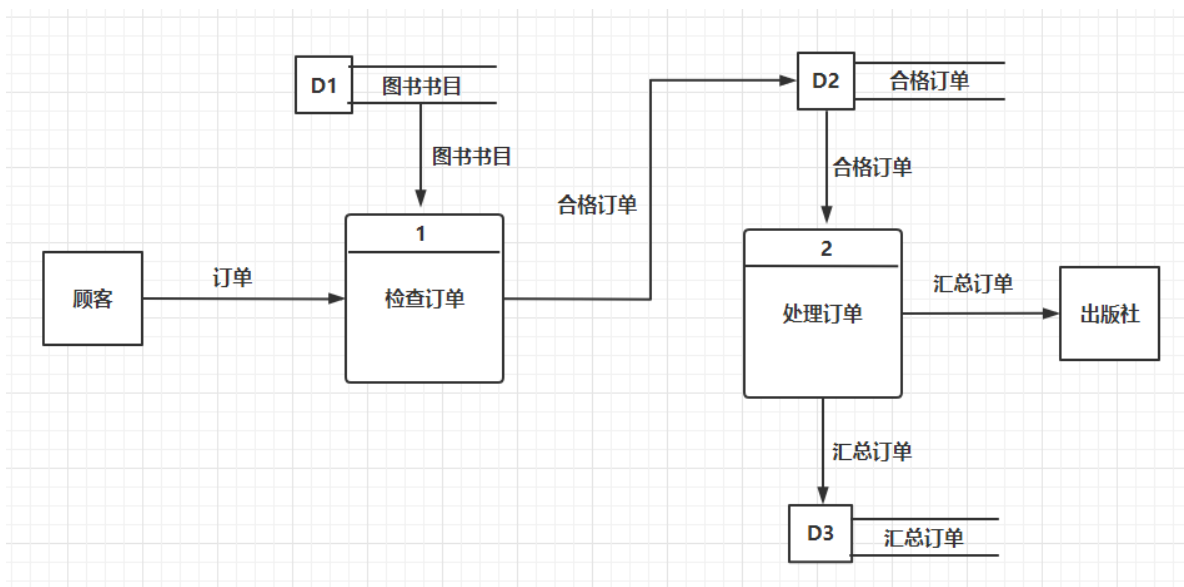 D1
图书书目
D2
合格订单
图书书目
合格订单
合格订单
1
2
订单
顾客
检查订单
处理订单
汇总订单
出版社
汇总订单
D3
汇总订单